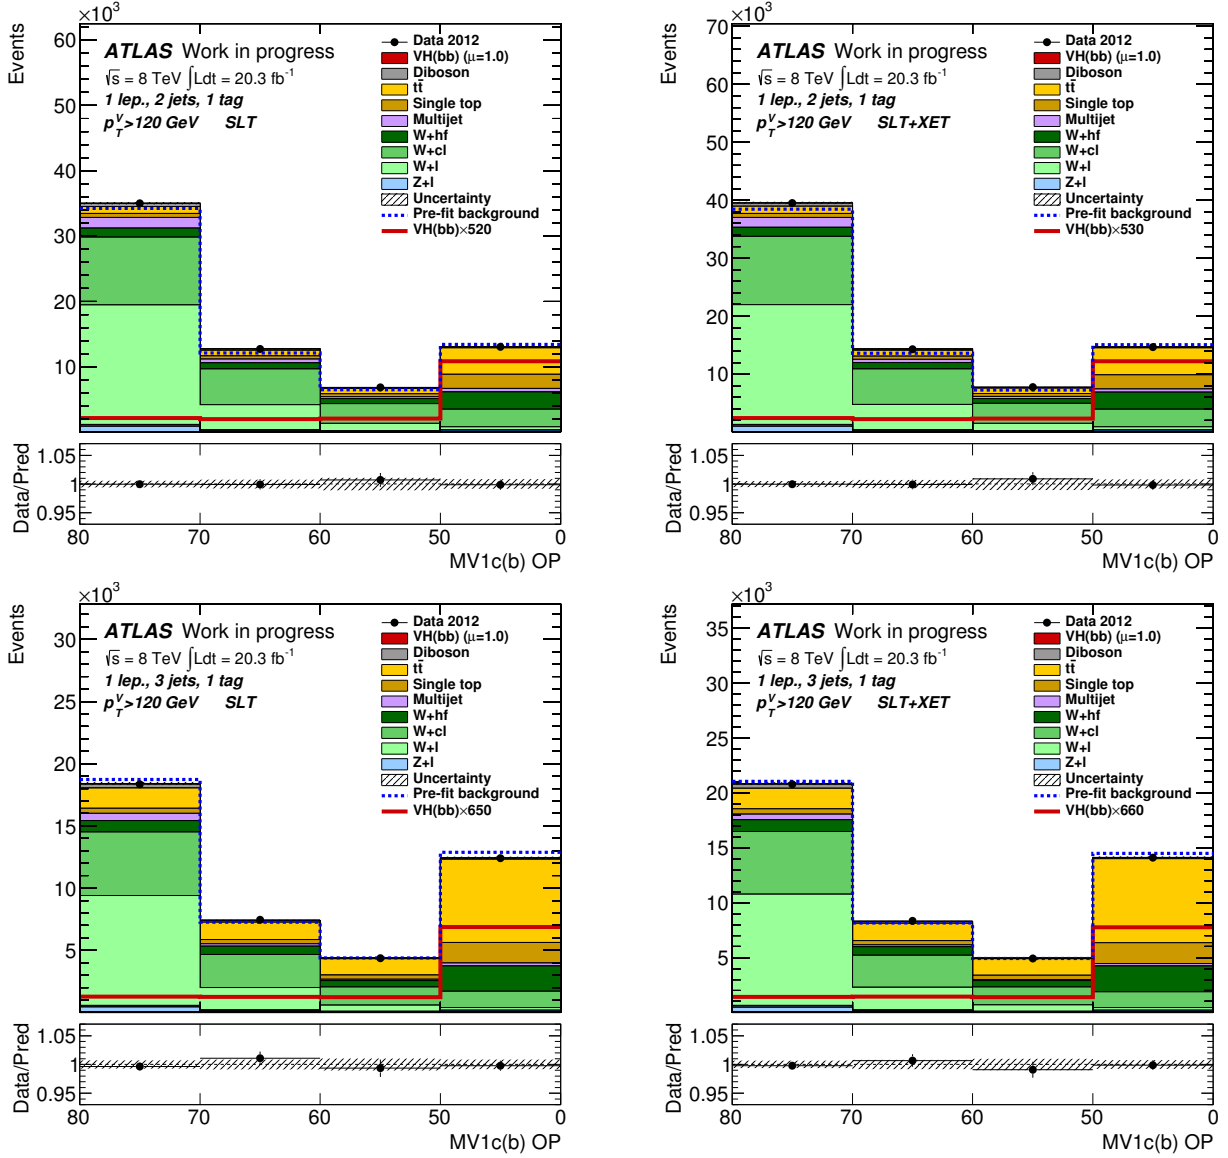 ×10³
Events
60
50
40
30
20
10
ATLAS Work in progress
√s = 8 TeV ∫Ldt = 20.3 fb⁻¹
1 lep., 2 jets, 1 tag
p_T^V>120 GeV SLT
Data 2012
VH(bb) (μ=1.0)
Diboson
tt̄
Single top
Multijet
W+hf
W+cl
W+l
Z+l
Uncertainty
Pre-fit background
VH(bb)×520
Data/Pred
1.05
1
0.95
80 70 60 50 0
MV1c(b) OP
×10³
Events
70
60
50
40
30
20
10
ATLAS Work in progress
√s = 8 TeV ∫Ldt = 20.3 fb⁻¹
1 lep., 2 jets, 1 tag
p_T^V>120 GeV SLT+XET
Data 2012
VH(bb) (μ=1.0)
Diboson
tt̄
Single top
Multijet
W+hf
W+cl
W+l
Z+l
Uncertainty
Pre-fit background
VH(bb)×530
Data/Pred
1.05
1
0.95
80 70 60 50 0
MV1c(b) OP
×10³
Events
30
25
20
15
10
5
ATLAS Work in progress
√s = 8 TeV ∫Ldt = 20.3 fb⁻¹
1 lep., 3 jets, 1 tag
p_T^V>120 GeV SLT
Data 2012
VH(bb) (μ=1.0)
Diboson
tt̄
Single top
Multijet
W+hf
W+cl
W+l
Z+l
Uncertainty
Pre-fit background
VH(bb)×650
Data/Pred
1.05
1
0.95
80 70 60 50 0
MV1c(b) OP
×10³
Events
35
30
25
20
15
10
5
ATLAS Work in progress
√s = 8 TeV ∫Ldt = 20.3 fb⁻¹
1 lep., 3 jets, 1 tag
p_T^V>120 GeV SLT+XET
Data 2012
VH(bb) (μ=1.0)
Diboson
tt̄
Single top
Multijet
W+hf
W+cl
W+l
Z+l
Uncertainty
Pre-fit background
VH(bb)×660
Data/Pred
1.05
1
0.95
80 70 60 50 0
MV1c(b) OP